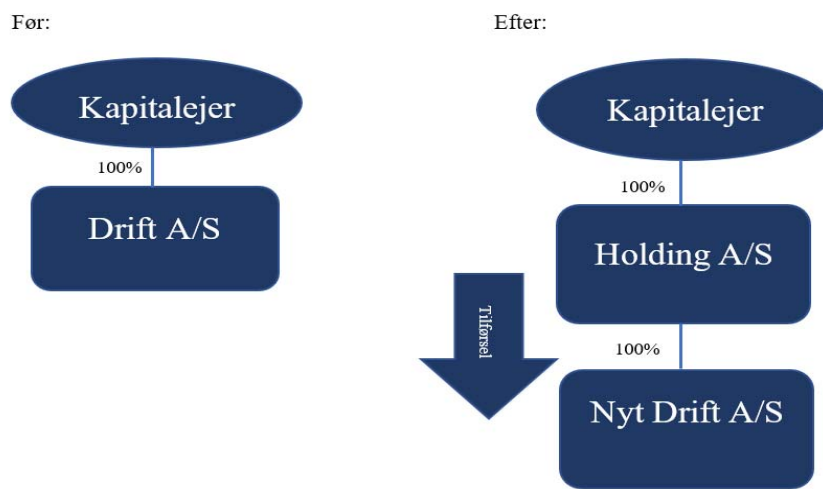 Før:
Kapitalejer
100%
Drift A/S
Efter:
Kapitalejer
100%
Holding A/S
Tilførsel
100%
Nyt Drift A/S